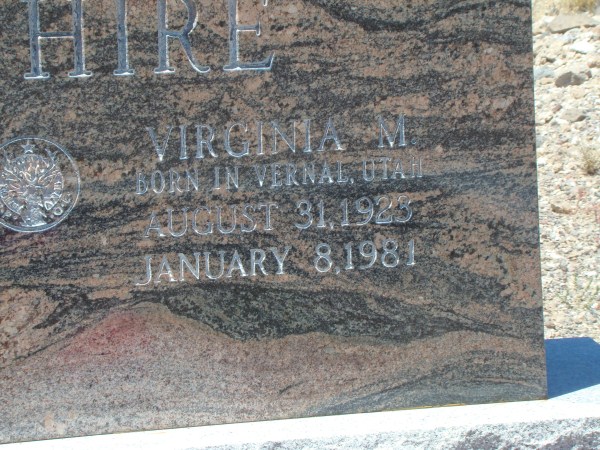 HIRE
VIRGINIA M.
BORN IN VERNAL, UTAH
AUGUST 31, 1923
JANUARY 8, 1981